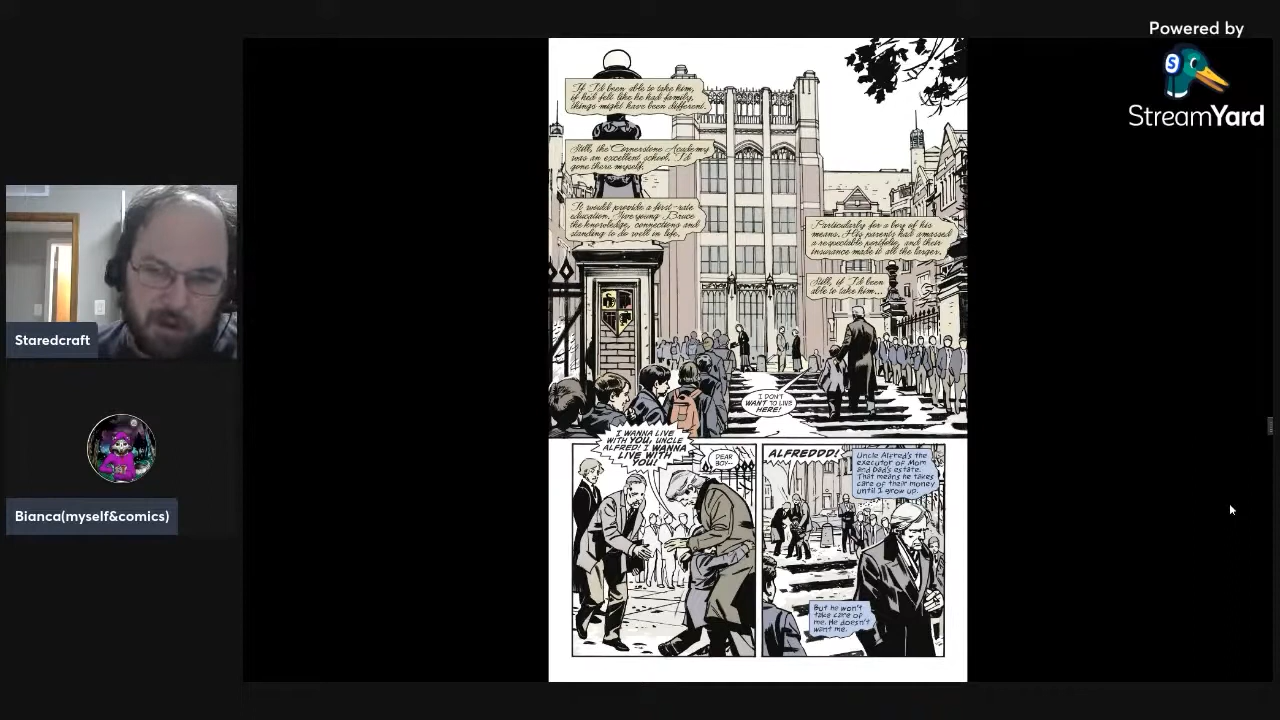 Powered by
S
StreamYard
Staredcraft
Bianca(myself&comics)
If I'd been able to take him,
if he'd felt like he had family,
things might have been different.
Still, the Cornerstone Academy
was an excellent school. I'd
gone there myself.
It would provide a first-rate
education. Give young Bruce
the knowledge, connections and
standing to do well in life.
Particularly for a boy of his
means. His parents had amassed
a respectable portfolio, and their
insurance made it all the larger.
Still, if I'd been
able to take him...
I DON'T
WANT TO LIVE
HERE!
I WANNA LIVE
WITH YOU, UNCLE
ALFRED! I WANNA
LIVE WITH
YOU!
DEAR
BOY--
ALFREDDD!
Uncle Alfred's the
executor of Mom
and Dad's estate.
That means he takes
care of their money
until I grow up.
But he won't
take care of
me. He doesn't
want me.